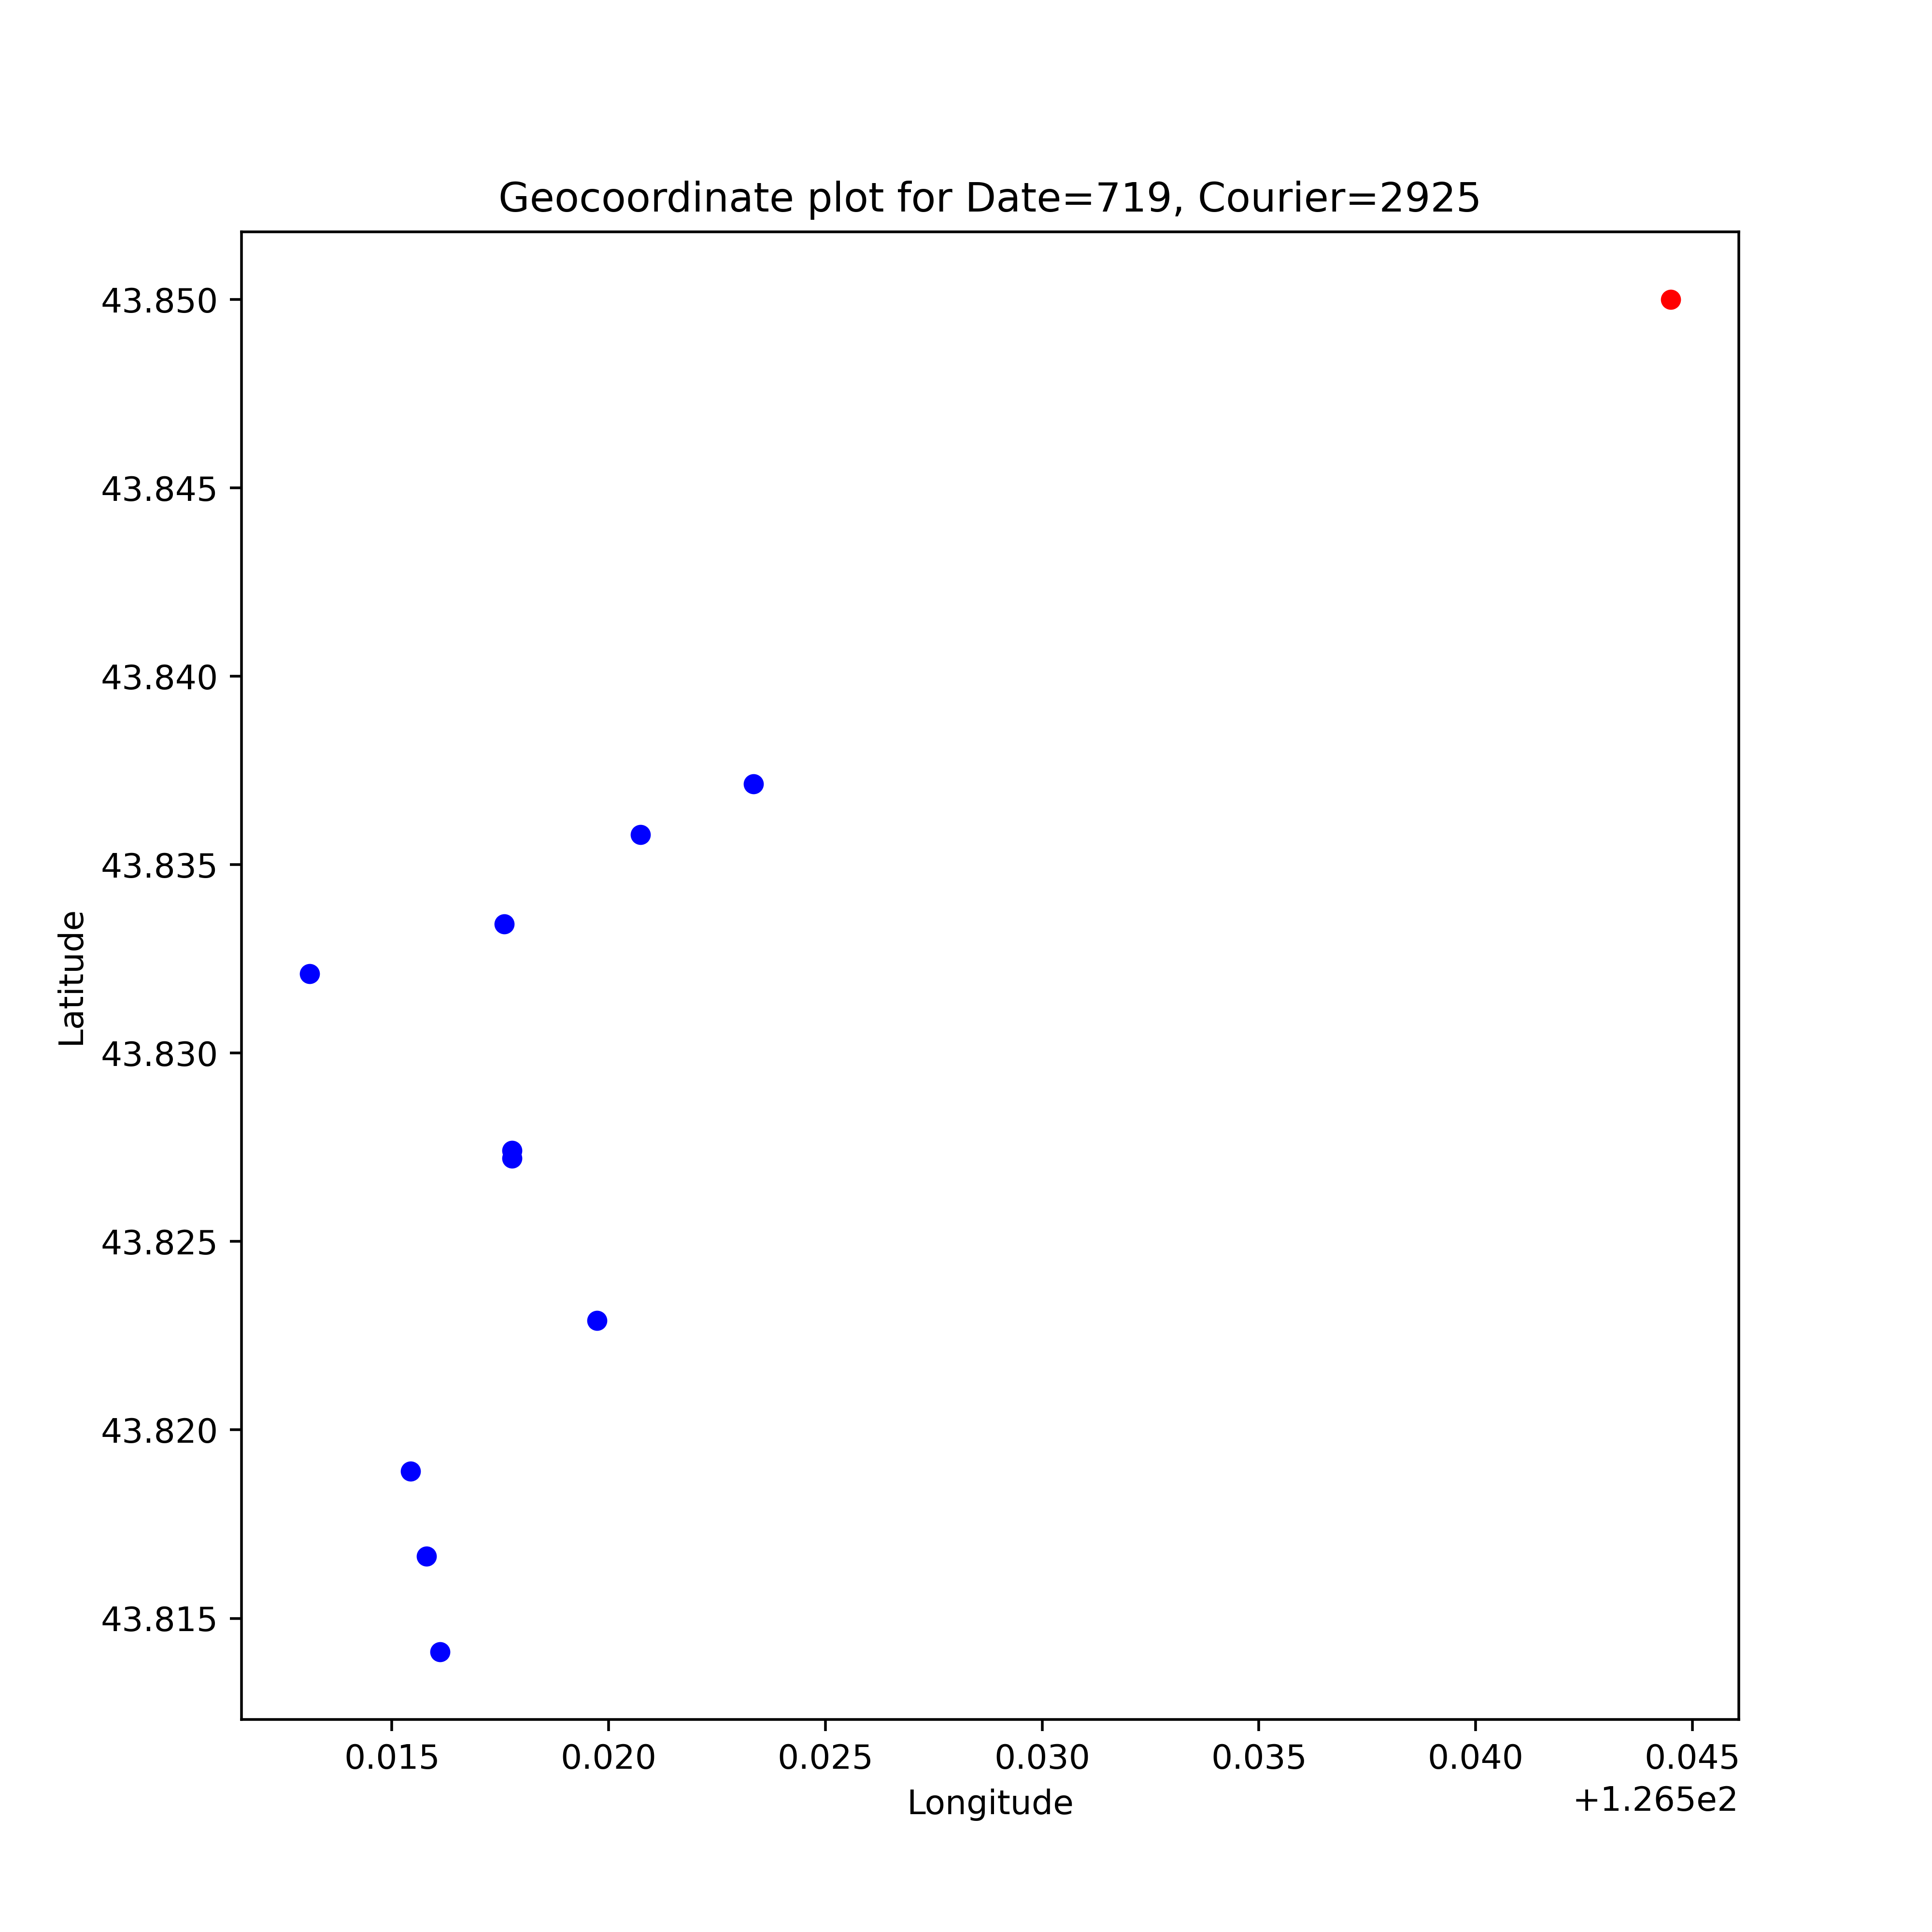 Geocoordinate plot for Date=719, Courier=2925
43.850
43.845
43.840
43.835
43.830
43.825
43.820
43.815
Latitude
0.015 0.020 0.025 0.030 0.035 0.040 0.045
+1.265e2
Longitude